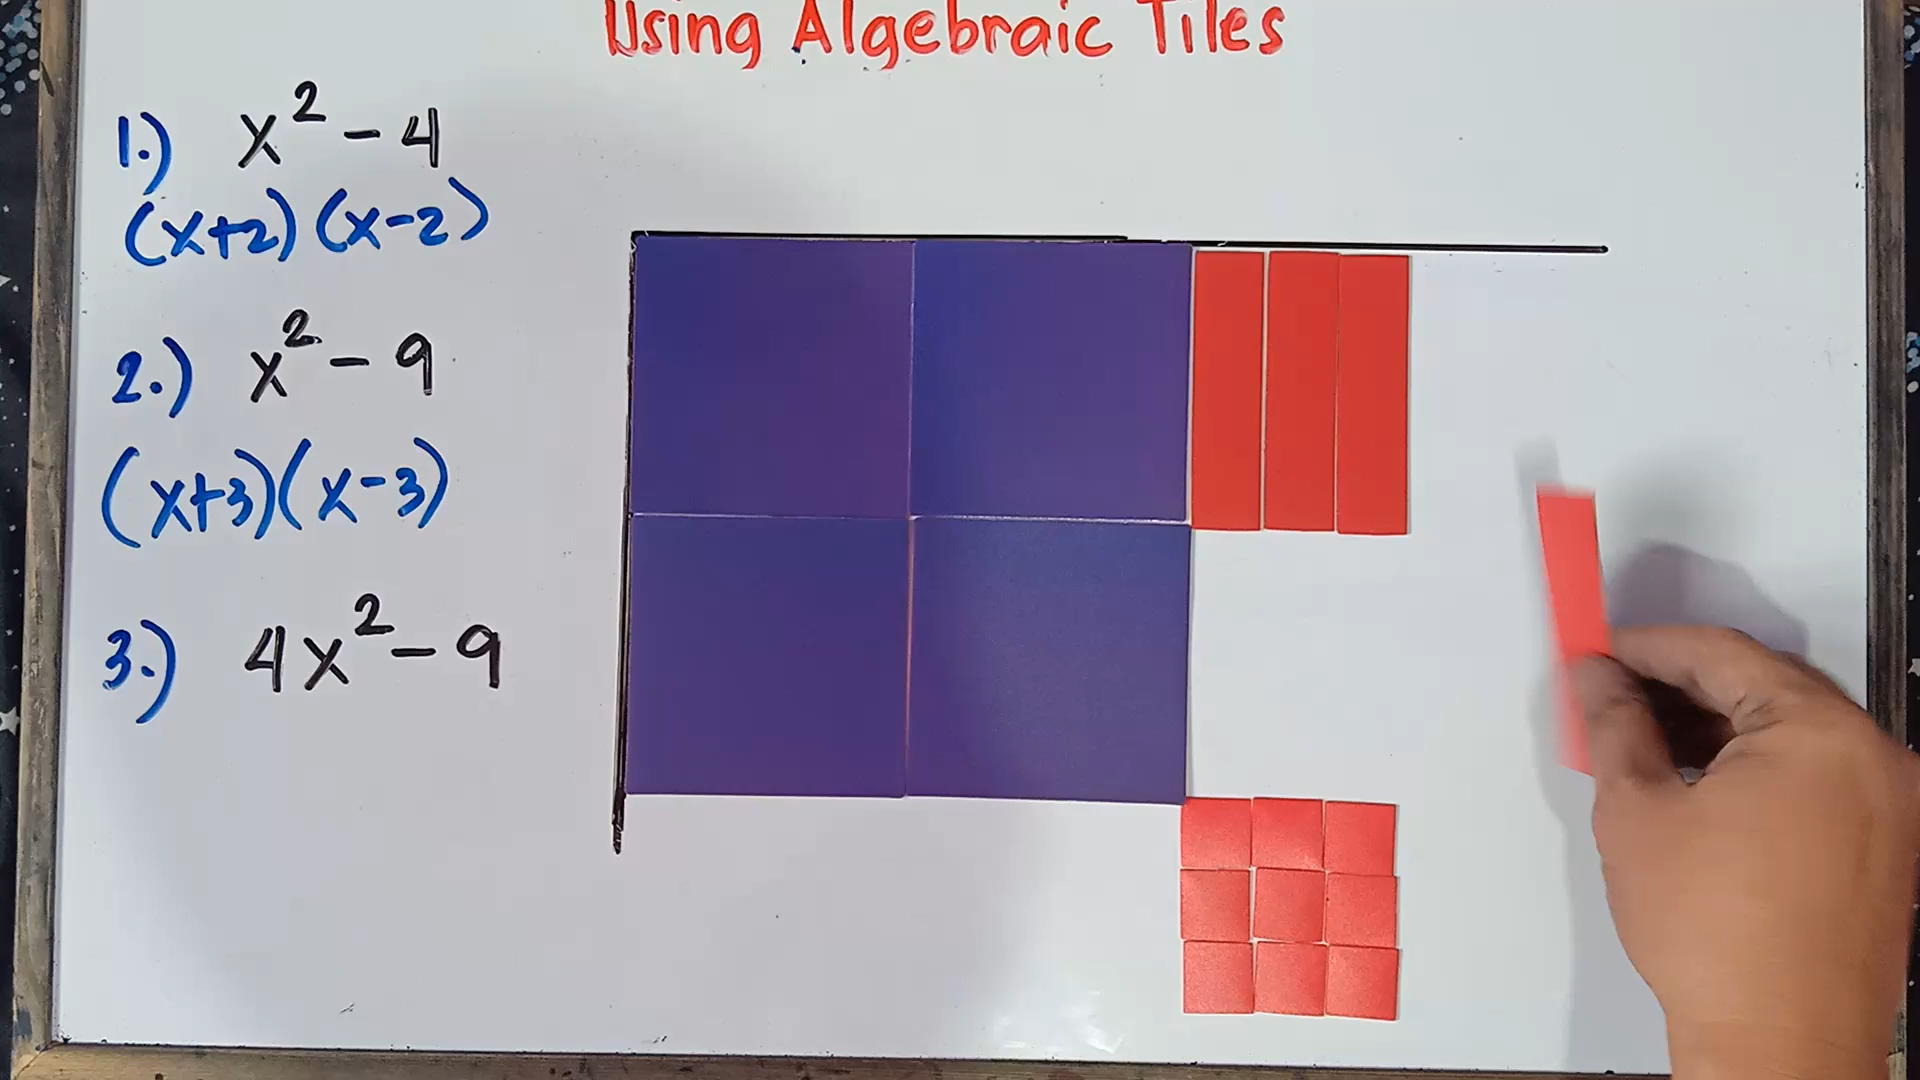 Using Algebraic Tiles
1.) x² - 4
(x+2)(x-2)
2.) x² - 9
(x+3)(x-3)
3.) 4x² - 9